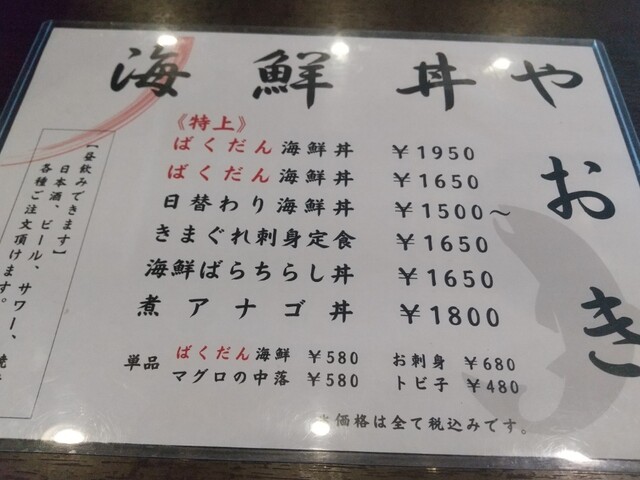 海鮮丼や
おき
《特上》
ばくだん海鮮丼 ￥1950
ばくだん海鮮丼 ￥1650
日替わり海鮮丼 ￥1500～
きまぐれ刺身定食 ￥1650
海鮮ばらちらし丼 ￥1650
煮アナゴ丼 ￥1800
単品 ばくだん海鮮 ￥580 お刺身 ￥680
マグロの中落 ￥580 トビ子 ￥480
価格は全て税込みです。
【昼飲みできます】
日本酒、ビール、サワー、
各種ご注文頂けます。